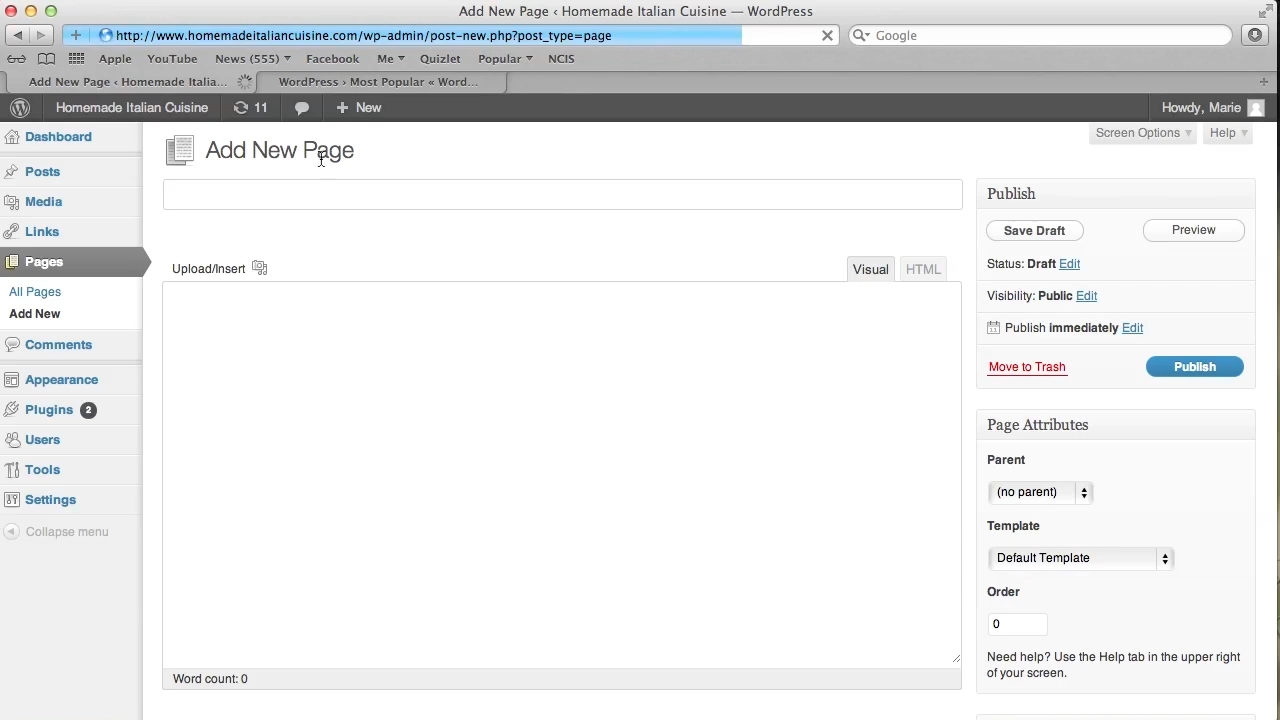 Add New Page ‹ Homemade Italian Cuisine — WordPress
http://www.homemadeitaliancuisine.com/wp-admin/post-new.php?post_type=page
Google
Apple YouTube News (555) Facebook Me Quizlet Popular NCIS
Add New Page ‹ Homemade Italia... WordPress › Most Popular « Word...
Homemade Italian Cuisine 11 New Howdy, Marie
Screen Options Help
Dashboard
Posts
Media
Links
Pages
All Pages
Add New
Comments
Appearance
Plugins 2
Users
Tools
Settings
Collapse menu
Add New Page
Upload/Insert Visual HTML
Word count: 0
Publish
Save Draft Preview
Status: Draft Edit
Visibility: Public Edit
Publish immediately Edit
Move to Trash Publish
Page Attributes
Parent
(no parent)
Template
Default Template
Order
0
Need help? Use the Help tab in the upper right
of your screen.